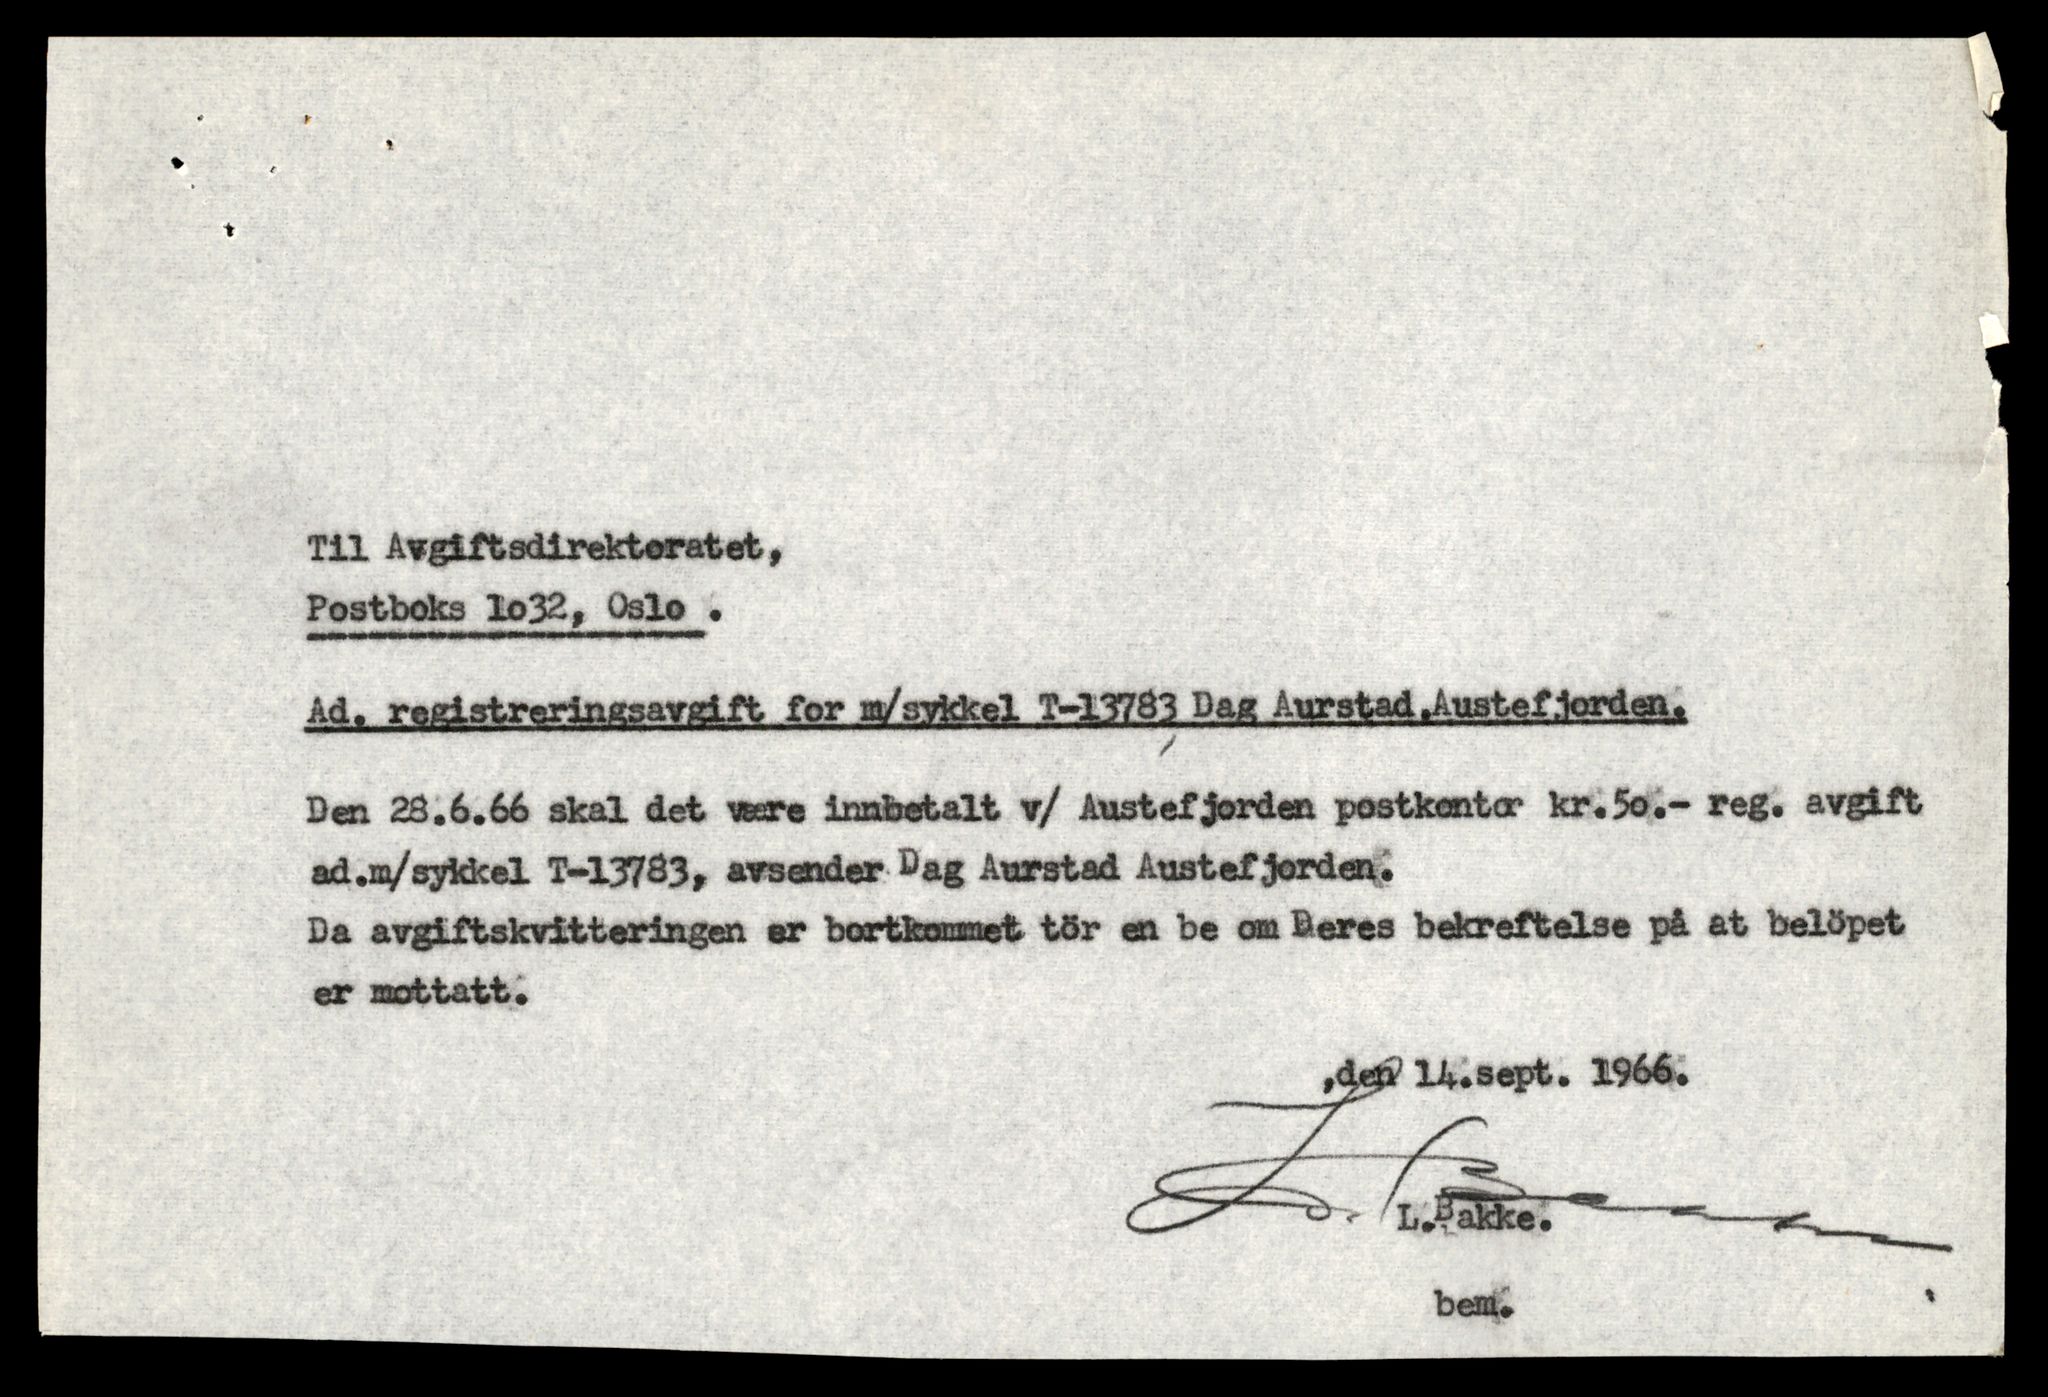 Til Avgiftsdirektoratet,
Postboks 1o32, Oslo .
Ad. registreringsavgift for m/sykkel T-13783 Dag Aurstad.Austefjorden.
Den 28.6.66 skal det være innbetalt v/ Austefjorden postkontor kr.5o.- reg. avgift
ad.m/sykkel T-13783, avsender Dag Aurstad Austefjorden.
Da avgiftskvitteringen er bortkommet tör en be om Deres bekreftelse på at belöpet
er mottatt.
,den 14.sept. 1966.
L.Bakke.
bem.